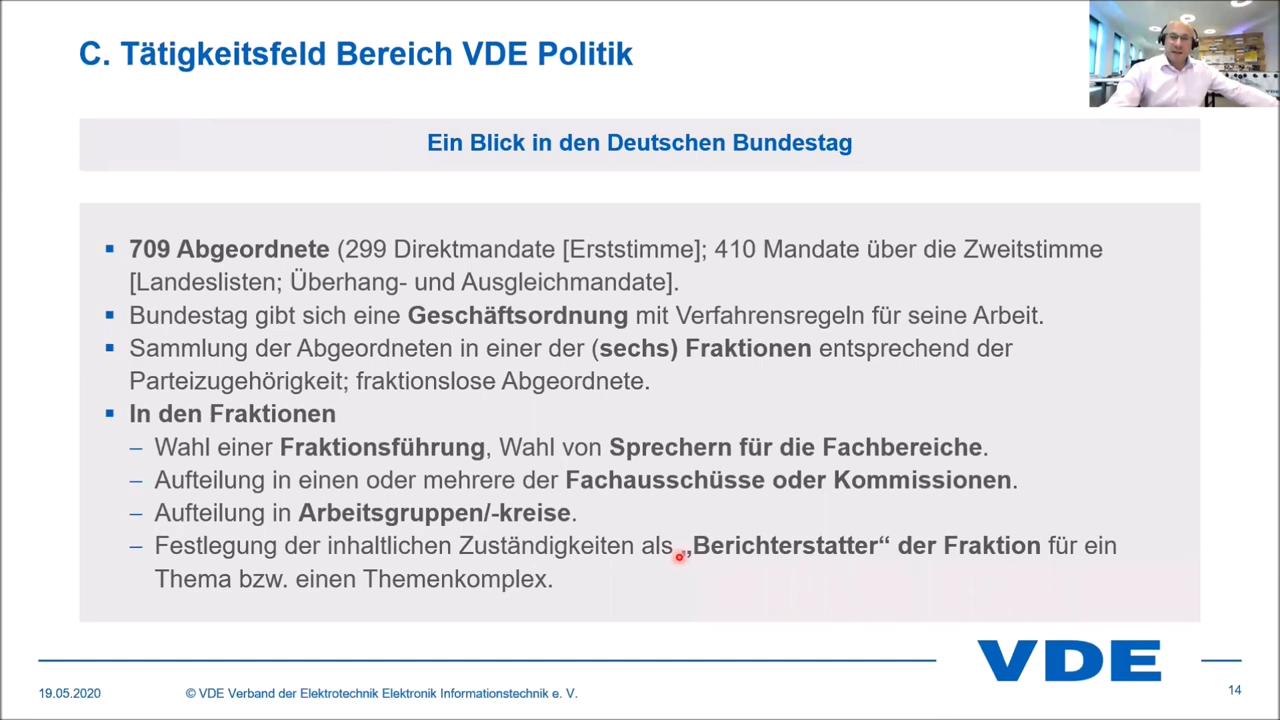 C. Tätigkeitsfeld Bereich VDE Politik
Ein Blick in den Deutschen Bundestag
709 Abgeordnete (299 Direktmandate [Erststimme]; 410 Mandate über die Zweitstimme
[Landeslisten; Überhang- und Ausgleichmandate].
Bundestag gibt sich eine Geschäftsordnung mit Verfahrensregeln für seine Arbeit.
Sammlung der Abgeordneten in einer der (sechs) Fraktionen entsprechend der
Parteizugehörigkeit; fraktionslose Abgeordnete.
In den Fraktionen
– Wahl einer Fraktionsführung, Wahl von Sprechern für die Fachbereiche.
– Aufteilung in einen oder mehrere der Fachausschüsse oder Kommissionen.
– Aufteilung in Arbeitsgruppen/-kreise.
– Festlegung der inhaltlichen Zuständigkeiten als „Berichterstatter“ der Fraktion für ein
Thema bzw. einen Themenkomplex.
VDE
19.05.2020
© VDE Verband der Elektrotechnik Elektronik Informationstechnik e. V.
14